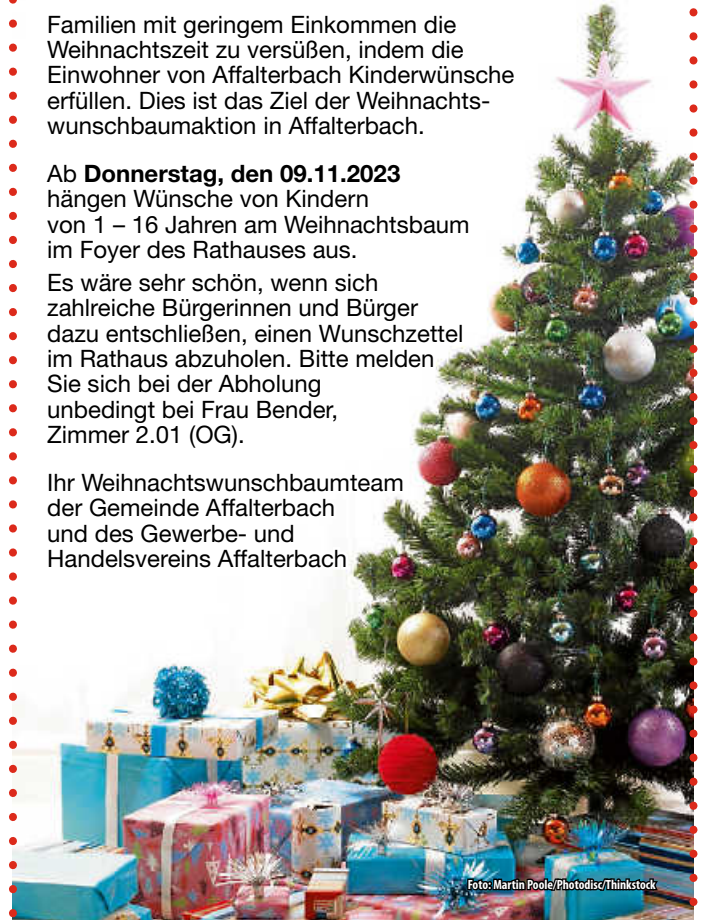 Familien mit geringem Einkommen die
Weihnachtszeit zu versüßen, indem die
Einwohner von Affalterbach Kinderwünsche
erfüllen. Dies ist das Ziel der Weihnachts-
wunschbaumaktion in Affalterbach.
Ab Donnerstag, den 09.11.2023
hängen Wünsche von Kindern
von 1 – 16 Jahren am Weihnachtsbaum
im Foyer des Rathauses aus.
Es wäre sehr schön, wenn sich
zahlreiche Bürgerinnen und Bürger
dazu entschließen, einen Wunschzettel
im Rathaus abzuholen. Bitte melden
Sie sich bei der Abholung
unbedingt bei Frau Bender,
Zimmer 2.01 (OG).
Ihr Weihnachtswunschbaumteam
der Gemeinde Affalterbach
und des Gewerbe- und
Handelsvereins Affalterbach
Foto: Martin Poole/Photodisc/Thinkstock